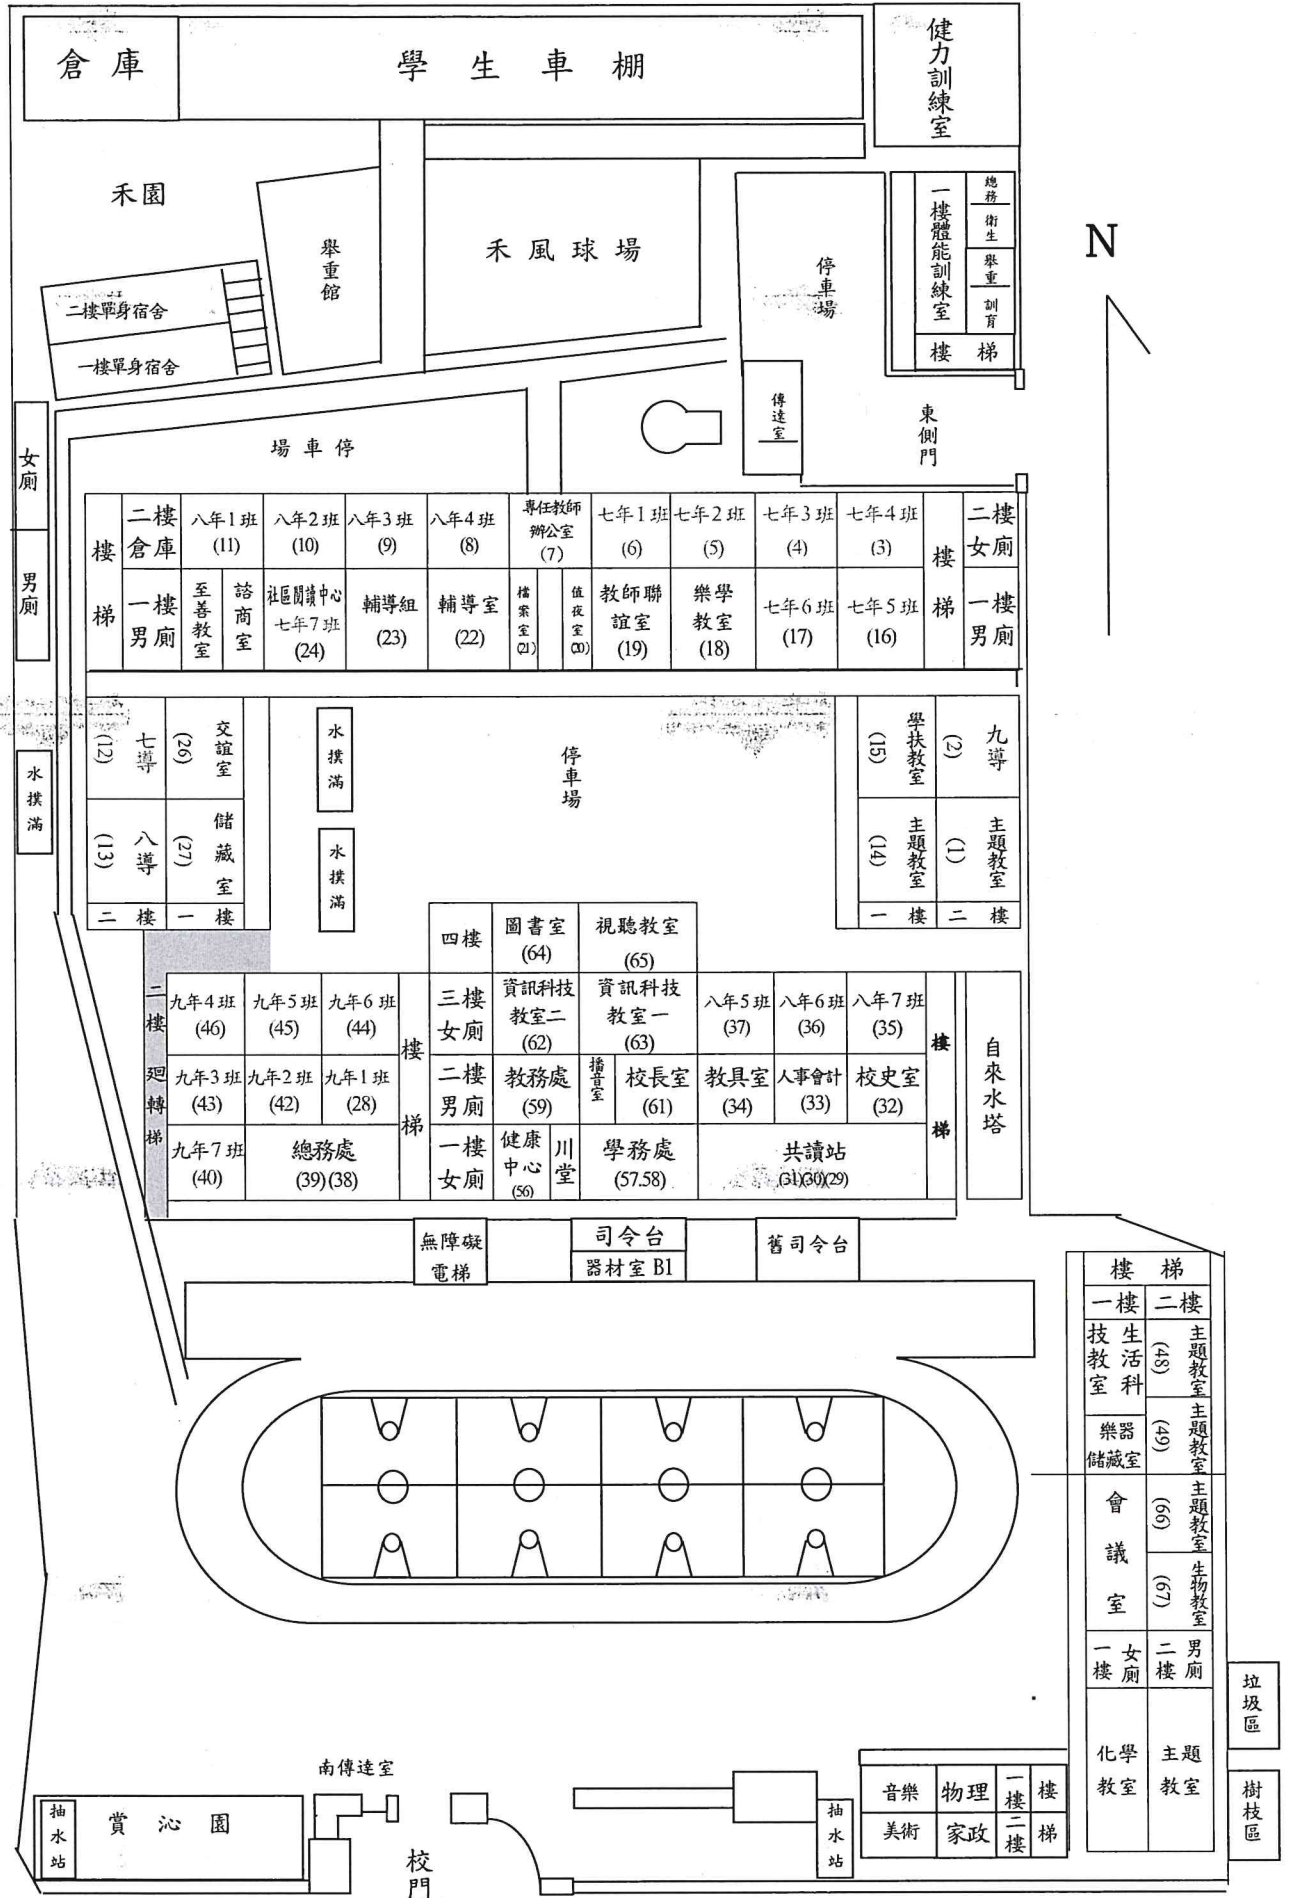 倉庫
學生車棚
健力訓練室
禾園
舉重館
禾風球場
停車場
一樓體能訓練室
總務
衛生
舉重
訓育
樓梯
N
二樓單身宿舍
一樓單身宿舍
傳達室
東側門
場車停
女廁
男廁
樓梯
二樓倉庫
八年1班
(11)
八年2班
(10)
八年3班
(9)
八年4班
(8)
專任教師
辦公室
(7)
七年1班
(6)
七年2班
(5)
七年3班
(4)
七年4班
(3)
樓梯
二樓女廁
一樓男廁
至善教室
諮商室
社區閱讀中心
七年7班
(24)
輔導組
(23)
輔導室
(22)
檔案室(21)
值夜室(20)
教師聯
誼室
(19)
樂學
教室
(18)
七年6班
(17)
七年5班
(16)
一樓男廁
七導
(12)
交誼室
(26)
八導
(13)
儲藏室
(27)
二樓
一樓
水撲滿
水撲滿
水撲滿
停車場
學扶教室
(15)
九導
(2)
主題教室
(14)
主題教室
(1)
一樓
二樓
四樓
圖書室
(64)
視聽教室
(65)
二樓迴轉梯
九年4班
(46)
九年5班
(45)
九年6班
(44)
樓梯
三樓女廁
資訊科技
教室二
(62)
資訊科技
教室一
(63)
八年5班
(37)
八年6班
(36)
八年7班
(35)
樓梯
自來水塔
九年3班
(43)
九年2班
(42)
九年1班
(28)
二樓男廁
教務處
(59)
播音室
校長室
(61)
教具室
(34)
人事會計
(33)
校史室
(32)
九年7班
(40)
總務處
(39)(38)
一樓女廁
健康
中心
(56)
川堂
學務處
(57.58)
共讀站
(31)(30)(29)
無障礙
電梯
司令台
器材室 B1
舊司令台
樓梯
一樓
二樓
生活科技教室
主題教室
(48)
樂器
儲藏室
主題教室
(49)
會議室
主題教室
(66)
生物教室
(67)
一樓女廁
二樓男廁
化學
教室
主題
教室
垃圾區
樹枝區
南傳達室
抽水站
賞沁園
校門
抽水站
音樂
物理
一樓
樓梯
美術
家政
二樓